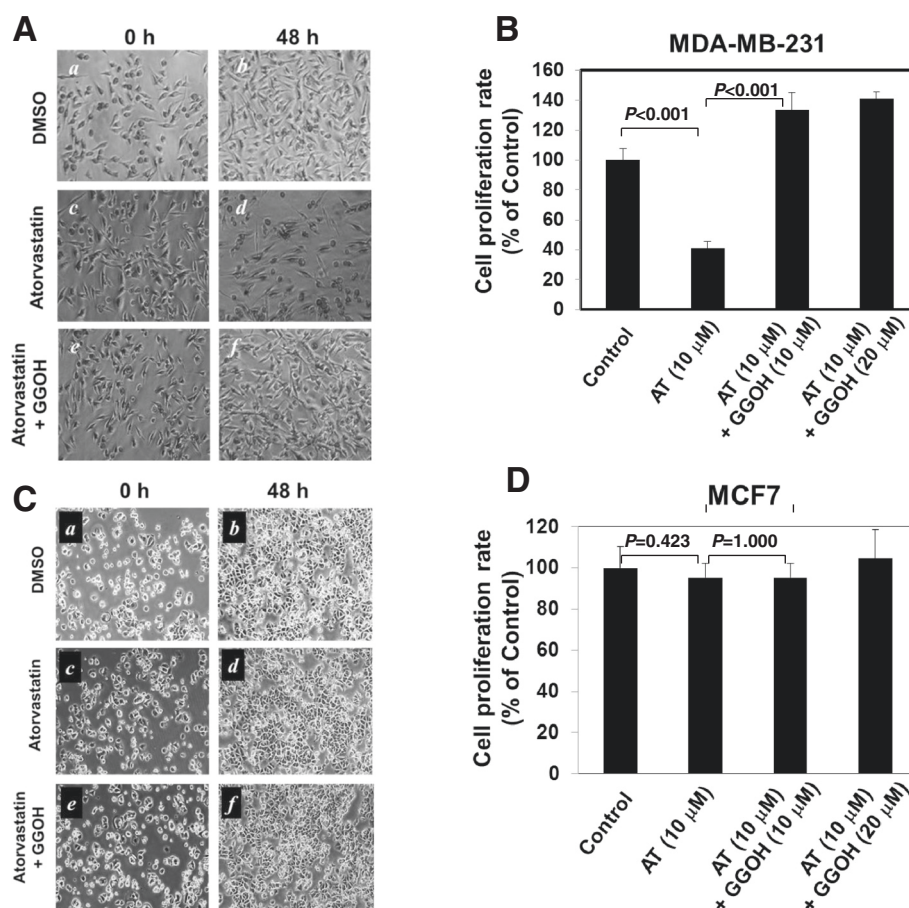 A
0 h
48 h
DMSO
a
b
Atorvastatin
c
d
Atorvastatin
+ GGOH
e
f
B
MDA-MB-231
Cell proliferation rate
(% of Control)
160
140
120
100
80
60
40
20
0
P<0.001
P<0.001
Control
AT (10 μM)
AT (10 μM)
+ GGOH (10 μM)
AT (10 μM)
+ GGOH (20 μM)
C
0 h
48 h
DMSO
a
b
Atorvastatin
c
d
Atorvastatin
+ GGOH
e
f
D
MCF7
Cell proliferation rate
(% of Control)
120
100
80
60
40
20
0
P=0.423
P=1.000
Control
AT (10 μM)
AT (10 μM)
+ GGOH (10 μM)
AT (10 μM)
+ GGOH (20 μM)